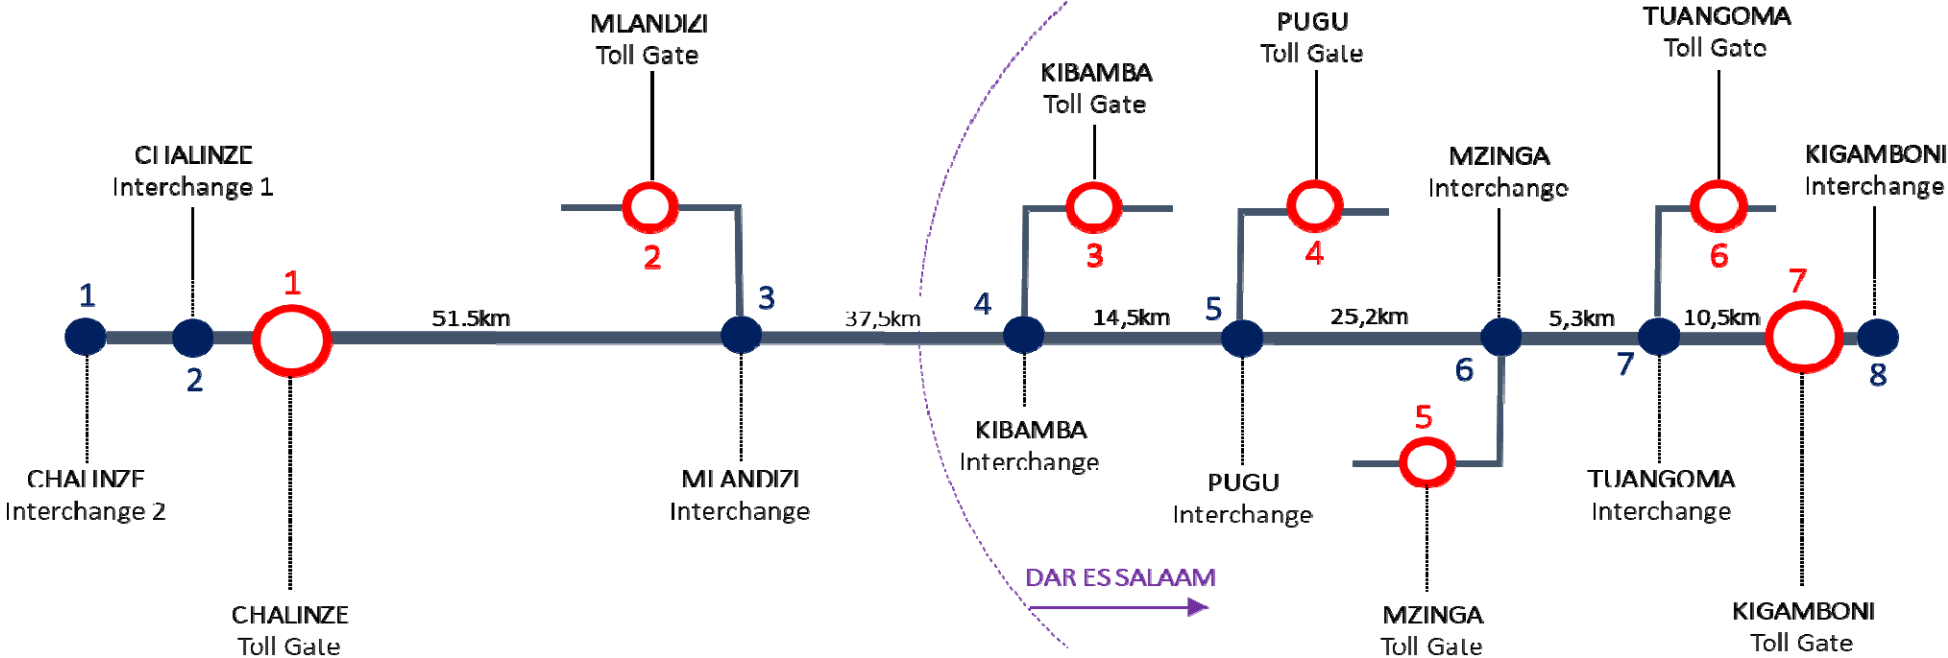 MLANDIZI
Toll Gate
KIBAMBA
Toll Gate
PUGU
Toll Gate
TUANGOMA
Toll Gate
CHALINZE
Interchange 1
MZINGA
Interchange
KIGAMBONI
Interchange
2
3
4
6
1
1
3
4
5
7
51.5km
37,5km
14,5km
25,2km
5,3km
10,5km
2
6
7
8
5
CHALINZE
Interchange 2
MLANDIZI
Interchange
KIBAMBA
Interchange
PUGU
Interchange
TUANGOMA
Interchange
DAR ES SALAAM
CHALINZE
Toll Gate
MZINGA
Toll Gate
KIGAMBONI
Toll Gate